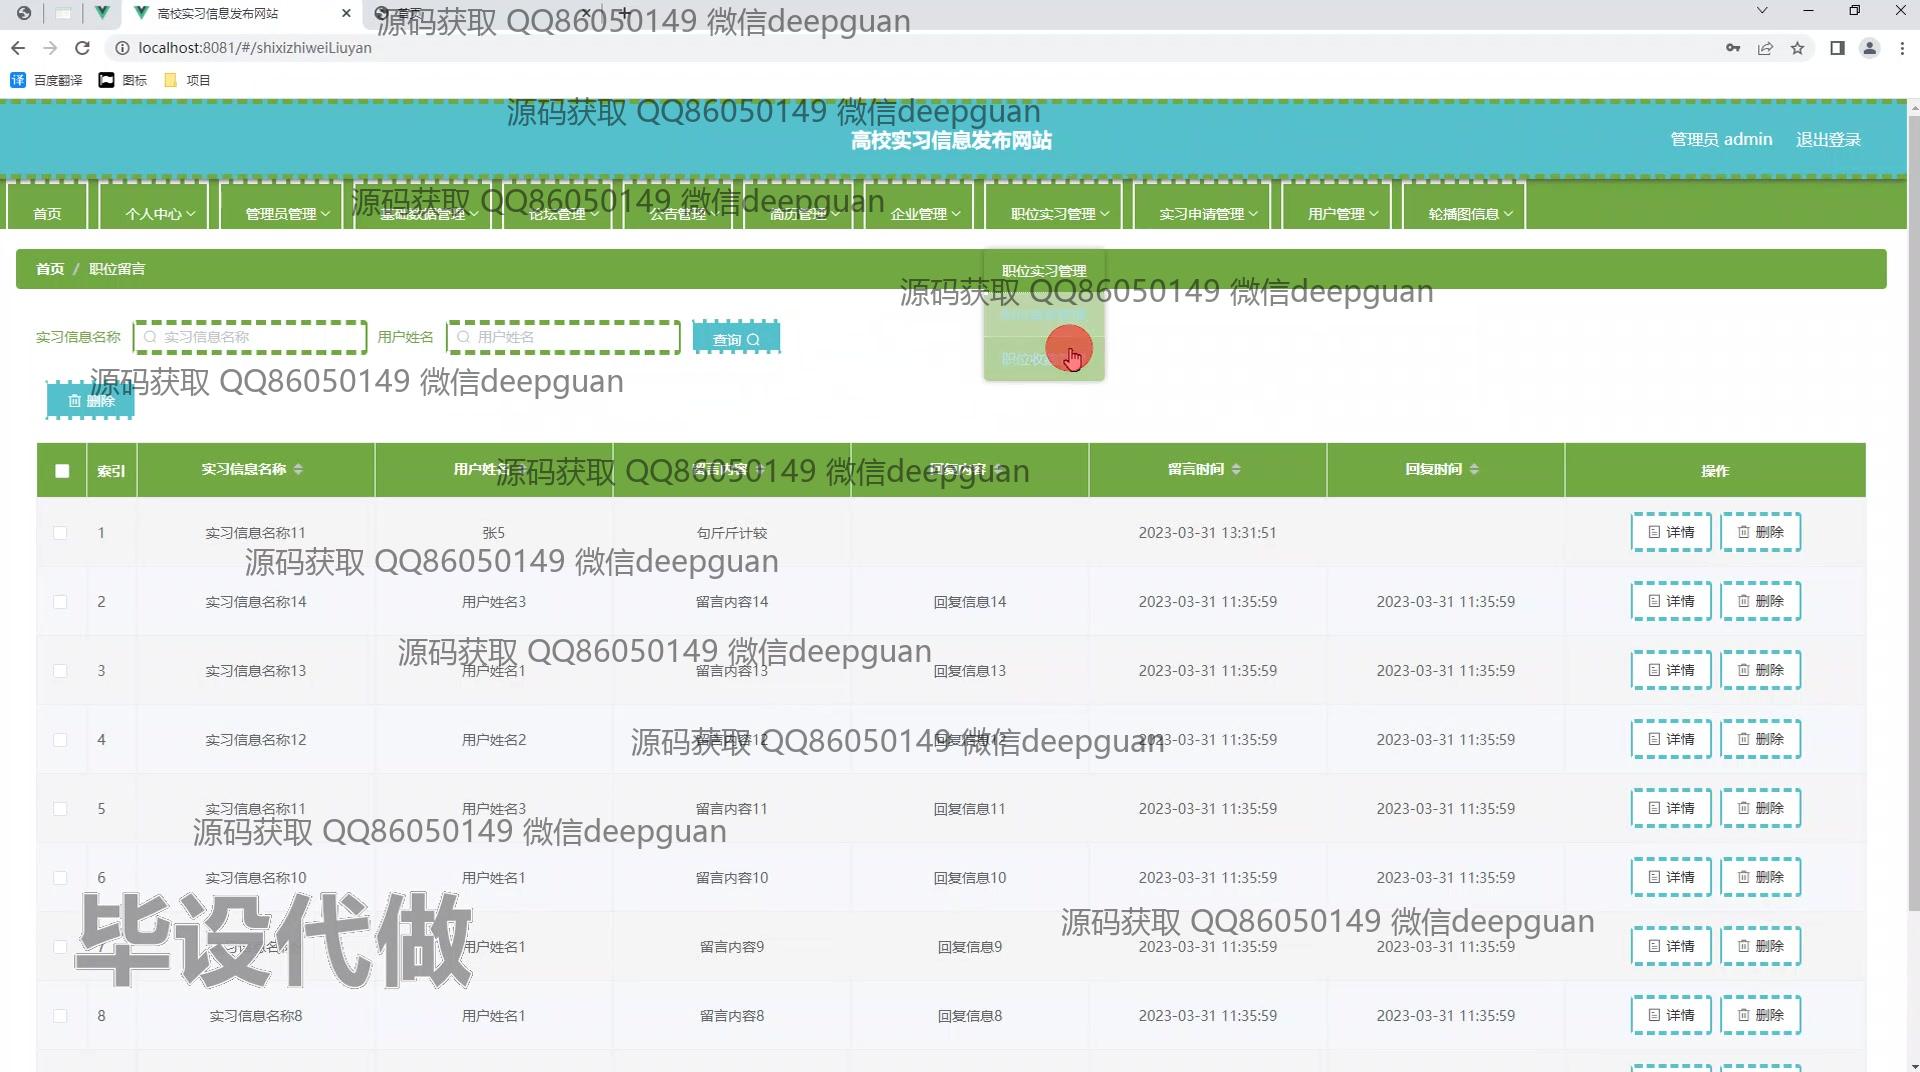 高校实习信息发布网站
首页
源码获取 QQ86050149 微信deepguan
localhost:8081/#/shixizhiweiLiuyan
译 百度翻译 图标 项目
源码获取 QQ86050149 微信deepguan
高校实习信息发布网站
管理员 admin 退出登录
源码获取 QQ86050149 微信deepguan
首页 个人中心 管理员管理 基础数据管理 论坛管理 公告管理 简历管理 企业管理 职位实习管理 实习申请管理 用户管理 轮播图信息
首页 / 职位留言
职位实习管理
源码获取 QQ86050149 微信deepguan
职位收
实习信息名称 实习信息名称 用户姓名 用户姓名 查询
源码获取 QQ86050149 微信deepguan
删除
索引 实习信息名称 用户姓名 留言内容 回复内容 留言时间 回复时间 操作
源码获取 QQ86050149 微信deepguan
1 实习信息名称11 张5 句斤斤计较 2023-03-31 13:31:51 详情 删除
源码获取 QQ86050149 微信deepguan
2 实习信息名称14 用户姓名3 留言内容14 回复信息14 2023-03-31 11:35:59 2023-03-31 11:35:59 详情 删除
源码获取 QQ86050149 微信deepguan
3 实习信息名称13 用户姓名1 留言内容13 回复信息13 2023-03-31 11:35:59 2023-03-31 11:35:59 详情 删除
4 实习信息名称12 用户姓名2 留言内容12 回复信息12 2023-03-31 11:35:59 2023-03-31 11:35:59 详情 删除
源码获取 QQ86050149 微信deepguan
5 实习信息名称11 用户姓名3 留言内容11 回复信息11 2023-03-31 11:35:59 2023-03-31 11:35:59 详情 删除
源码获取 QQ86050149 微信deepguan
6 实习信息名称10 用户姓名1 留言内容10 回复信息10 2023-03-31 11:35:59 2023-03-31 11:35:59 详情 删除
源码获取 QQ86050149 微信deepguan
毕设代做
7 用户姓名1 留言内容9 回复信息9 2023-03-31 11:35:59 2023-03-31 11:35:59 详情 删除
8 实习信息名称8 用户姓名1 留言内容8 回复信息8 2023-03-31 11:35:59 2023-03-31 11:35:59 详情 删除